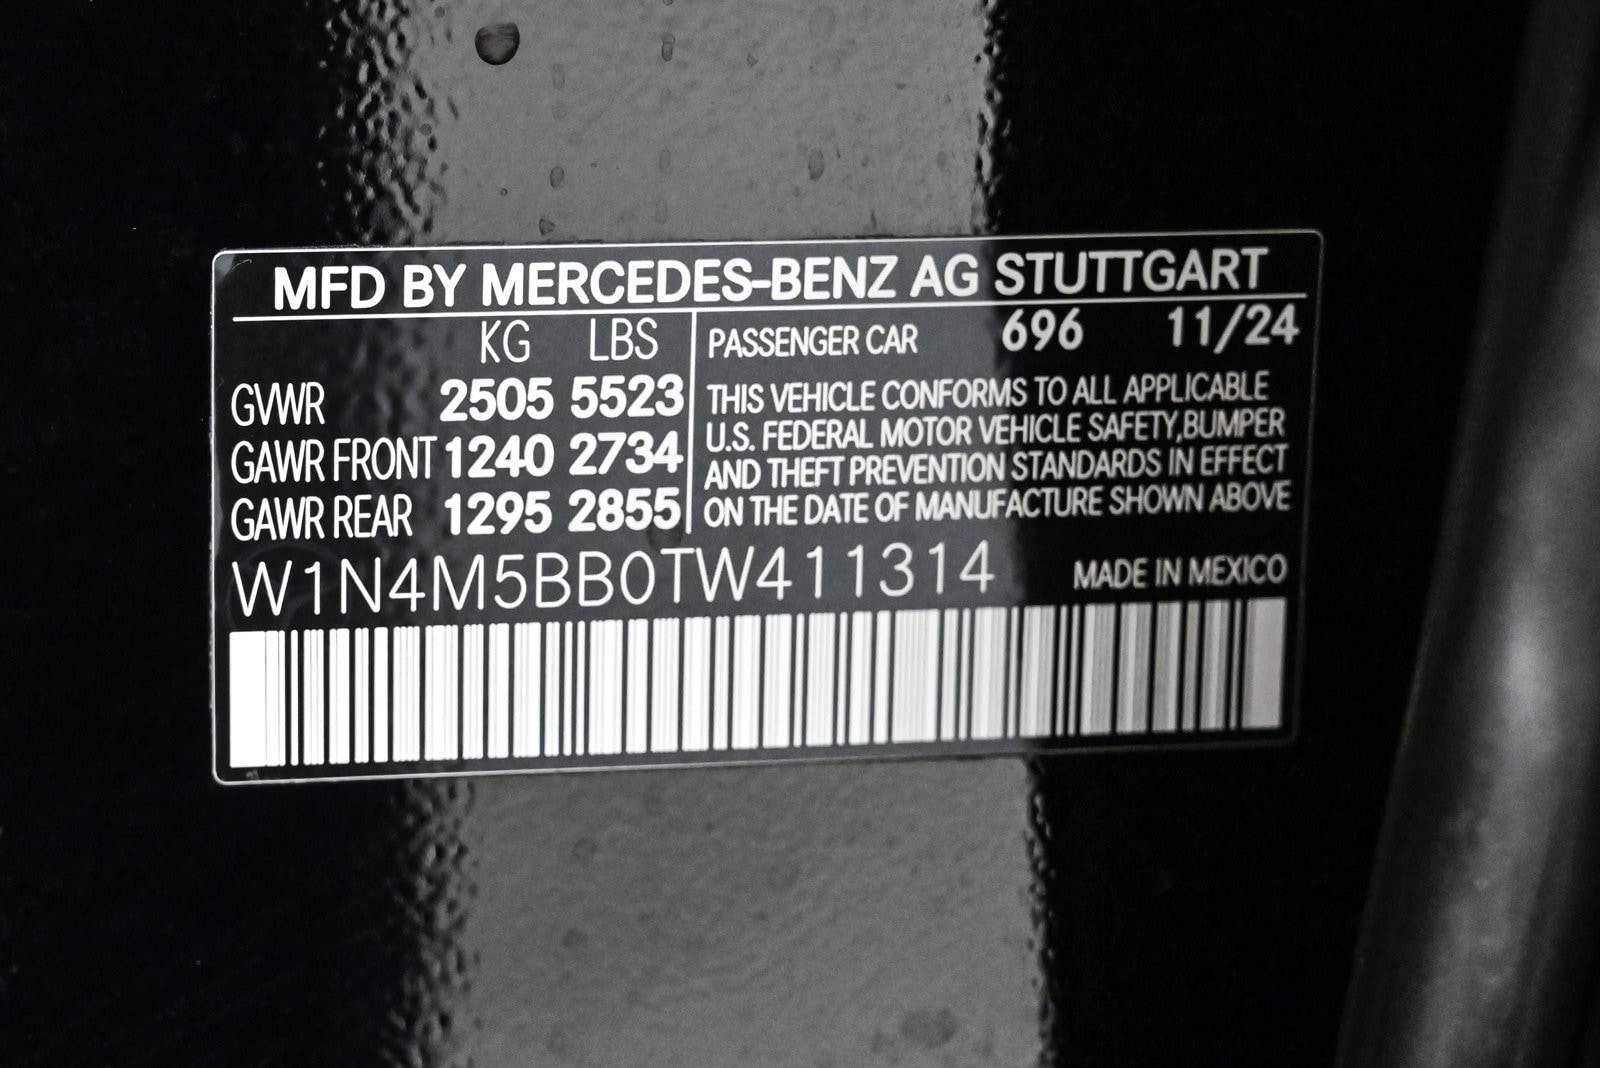 MFD BY MERCEDES-BENZ AG STUTTGART
KG LBS
GVWR 2505 5523
GAWR FRONT 1240 2734
GAWR REAR 1295 2855
PASSENGER CAR 696 11/24
THIS VEHICLE CONFORMS TO ALL APPLICABLE
U.S. FEDERAL MOTOR VEHICLE SAFETY,BUMPER
AND THEFT PREVENTION STANDARDS IN EFFECT
ON THE DATE OF MANUFACTURE SHOWN ABOVE
W1N4M5BB0TW411314 MADE IN MEXICO